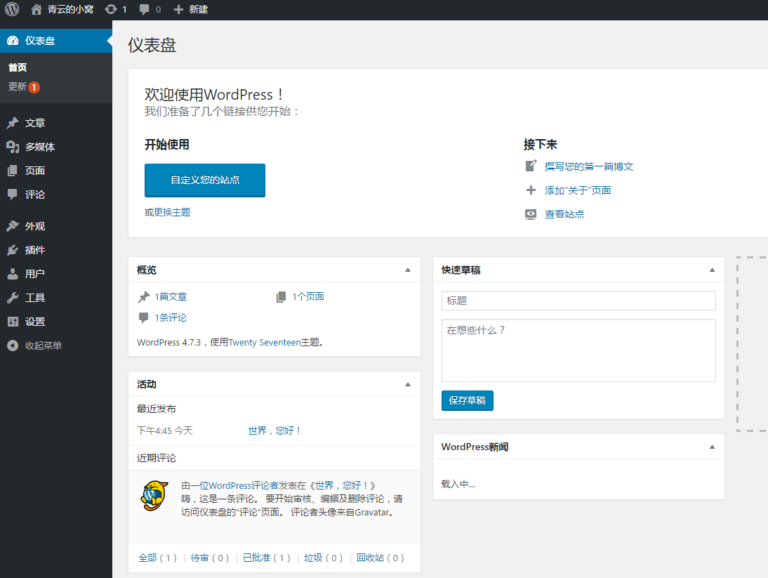 青云的小窝 1 0 新建
仪表盘
首页
更新 1
文章
多媒体
页面
评论
外观
插件
用户
工具
设置
收起菜单
仪表盘
欢迎使用WordPress！
我们准备了几个链接供您开始：
开始使用
自定义您的站点
或更换主题
接下来
撰写您的第一篇博文
添加“关于”页面
查看站点
概览
1篇文章 1个页面
1条评论
WordPress 4.7.3，使用Twenty Seventeen主题。
活动
最近发布
下午4:45 今天 世界，您好！
近期评论
由一位WordPress评论者发表在《世界，您好！》
嗨，这是一条评论。 要开始审核、编辑及删除评论，请
访问仪表盘的“评论”页面。 评论者头像来自Gravatar。
全部（1） | 待审（0） | 已批准（1） | 垃圾（0） | 回收站（0）
快速草稿
标题
在想些什么？
保存草稿
WordPress新闻
载入中...